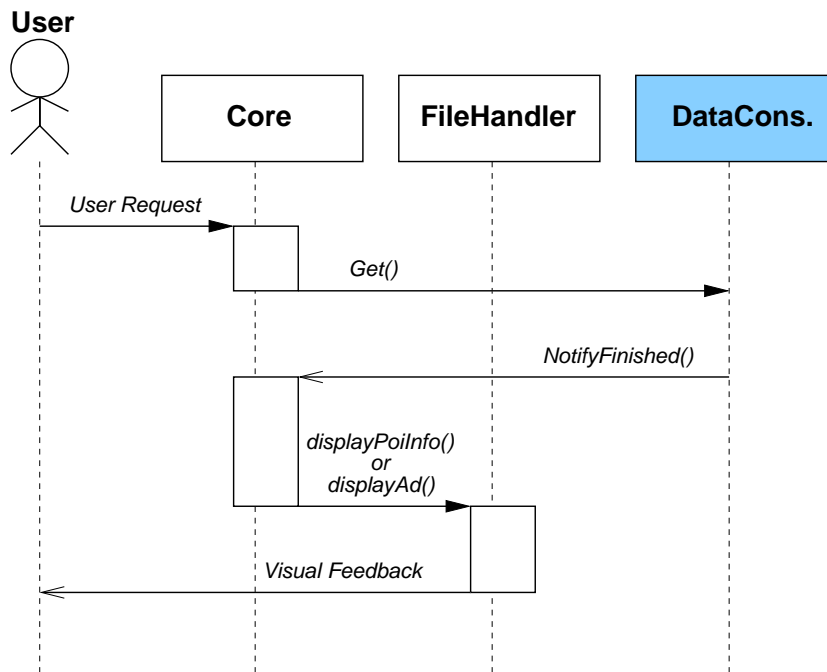 User
Core
FileHandler
DataCons.
User Request
Get()
NotifyFinished()
displayPoiInfo()
or
displayAd()
Visual Feedback